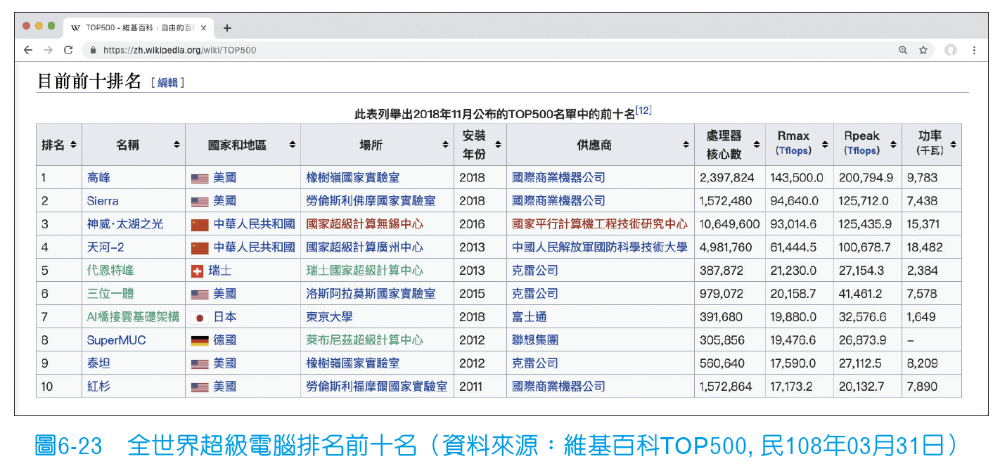 W TOP500 - 維基百科，自由的百 × +
https://zh.wikipedia.org/wiki/TOP500
目前前十排名 [編輯]
此表列舉出2018年11月公布的TOP500名單中的前十名[12]
排名 名稱 國家和地區 場所 安裝年份 供應商 處理器核心數 Rmax (Tflops) Rpeak (Tflops) 功率 (千瓦)
1 高峰 美國 橡樹嶺國家實驗室 2018 國際商業機器公司 2,397,824 143,500.0 200,794.9 9,783
2 Sierra 美國 勞倫斯利佛摩國家實驗室 2018 國際商業機器公司 1,572,480 94,640.0 125,712.0 7,438
3 神威·太湖之光 中華人民共和國 國家超級計算無錫中心 2016 國家平行計算機工程技術研究中心 10,649,600 93,014.6 125,435.9 15,371
4 天河-2 中華人民共和國 國家超級計算廣州中心 2013 中國人民解放軍國防科學技術大學 4,981,760 61,444.5 100,678.7 18,482
5 代恩特峰 瑞士 瑞士國家超級計算中心 2013 克雷公司 387,872 21,230.0 27,154.3 2,384
6 三位一體 美國 洛斯阿拉莫斯國家實驗室 2015 克雷公司 979,072 20,158.7 41,461.2 7,578
7 AI橋接雲基礎架構 日本 東京大學 2018 富士通 391,680 19,880.0 32,576.6 1,649
8 SuperMUC 德國 萊布尼茲超級計算中心 2012 聯想集團 305,856 19,476.6 26,873.9 –
9 泰坦 美國 橡樹嶺國家實驗室 2012 克雷公司 560,640 17,590.0 27,112.5 8,209
10 紅杉 美國 勞倫斯利福摩爾國家實驗室 2011 國際商業機器公司 1,572,864 17,173.2 20,132.7 7,890
圖6-23 全世界超級電腦排名前十名（資料來源：維基百科TOP500, 民108年03月31日）